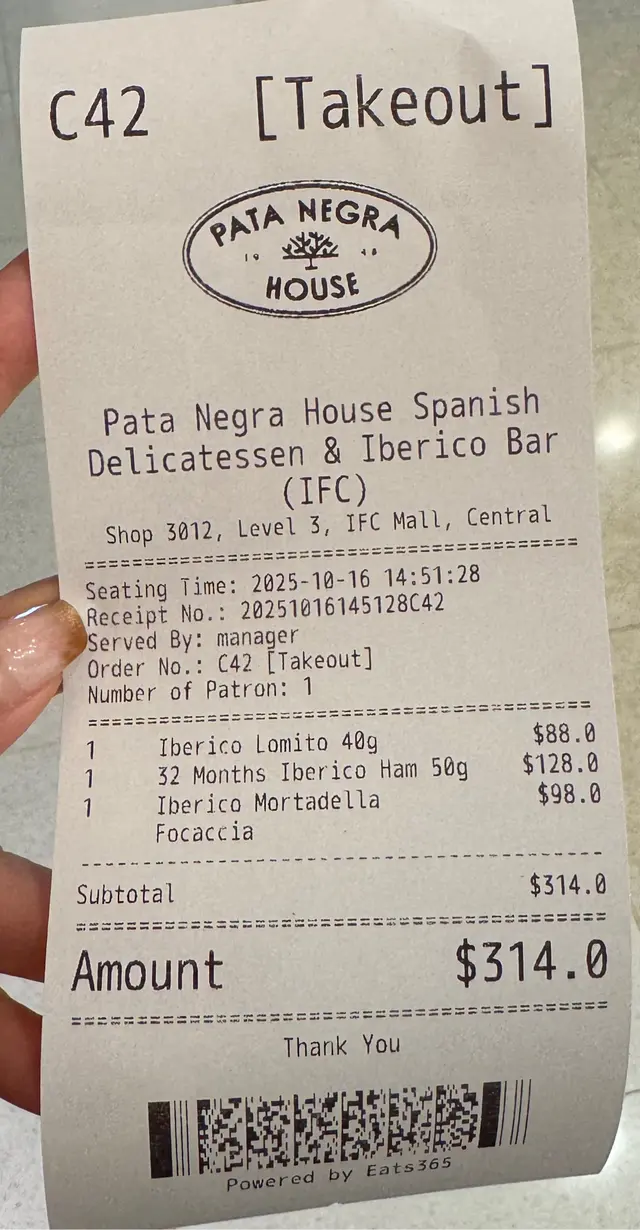 C42 [Takeout]
PATA NEGRA
19 48
HOUSE
Pata Negra House Spanish
Delicatessen & Iberico Bar
(IFC)
Shop 3012, Level 3, IFC Mall, Central
Seating Time: 2025-10-16 14:51:28
Receipt No.: 20251016145128C42
Served By: manager
Order No.: C42 [Takeout]
Number of Patron: 1
1 Iberico Lomito 40g $88.0
1 32 Months Iberico Ham 50g $128.0
1 Iberico Mortadella $98.0
Focaccia
Subtotal $314.0
Amount $314.0
Thank You
Powered by Eats365